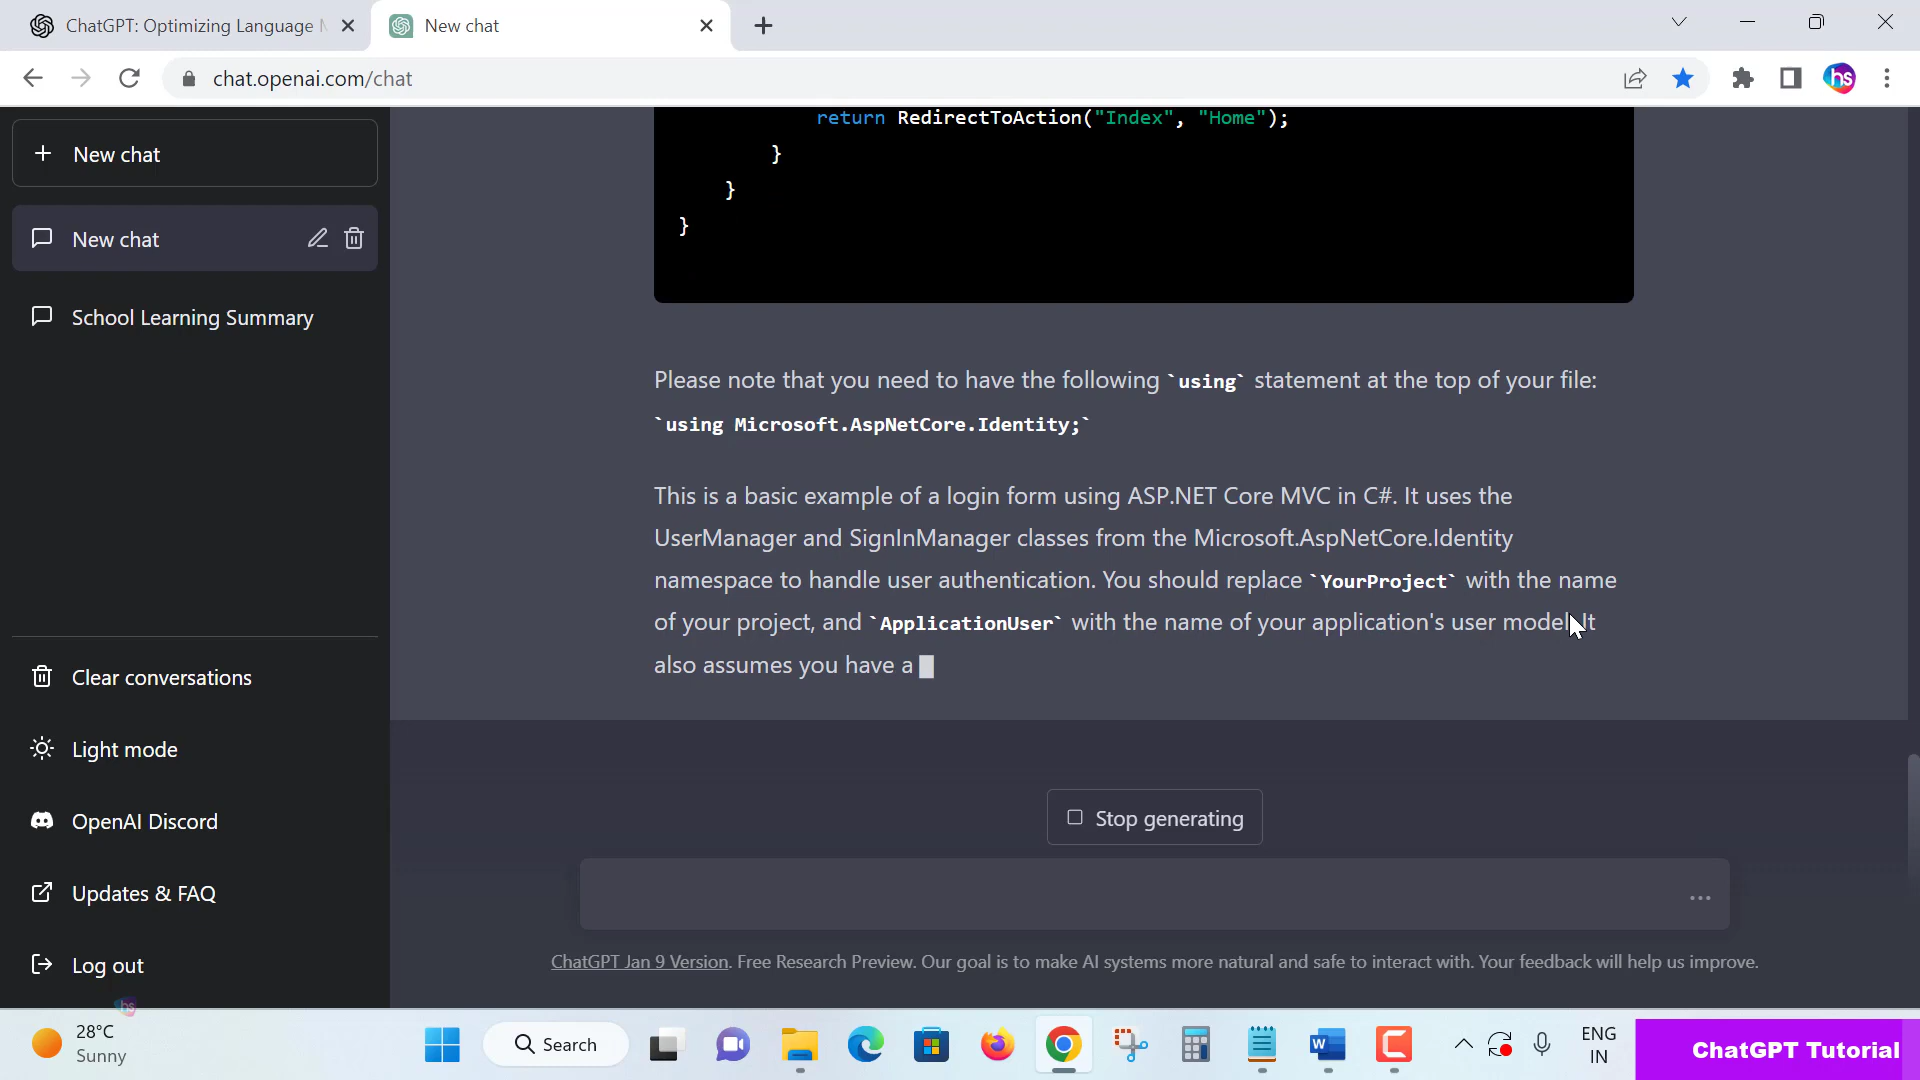 ChatGPT: Optimizing Language
New chat
chat.openai.com/chat
hs
New chat
New chat
School Learning Summary
Clear conversations
Light mode
OpenAI Discord
Updates & FAQ
Log out
return RedirectToAction("Index", "Home");
}
}
}
Please note that you need to have the following `using` statement at the top of your file:
`using Microsoft.AspNetCore.Identity;`
This is a basic example of a login form using ASP.NET Core MVC in C#. It uses the
UserManager and SignInManager classes from the Microsoft.AspNetCore.Identity
namespace to handle user authentication. You should replace `YourProject` with the name
of your project, and `ApplicationUser` with the name of your application's user model It
also assumes you have a
Stop generating
ChatGPT Jan 9 Version. Free Research Preview. Our goal is to make AI systems more natural and safe to interact with. Your feedback will help us improve.
hs
28°C
Sunny
Search
ENG
IN
ChatGPT Tutorial